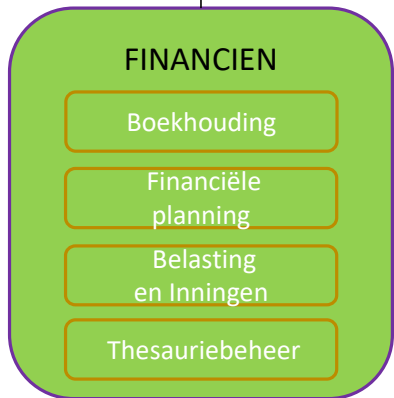 FINANCIEN
Boekhouding
Financiële
planning
Belasting
en Inningen
Thesauriebeheer